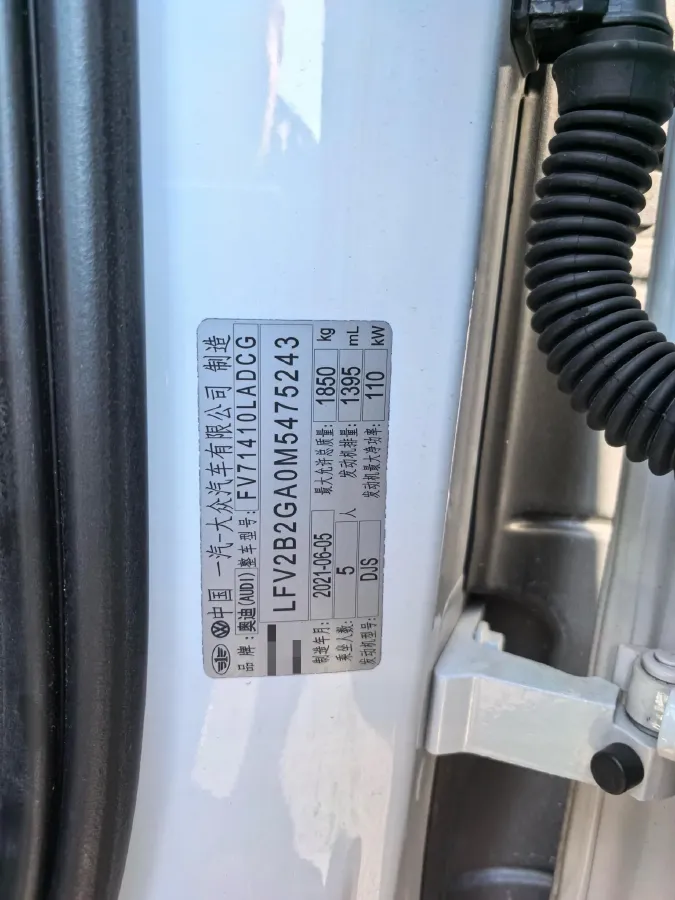 中国 一汽-大众汽车有限公司 制造
品牌:奥迪(AUDI) 整车型号: FV71410LADCG
LFV2B2GA0M5475243
制造年月: 2021-06-05 最大允许总质量: 1850 kg
乘坐人数: 5 人 发动机排量: 1395 mL
发动机型号: DJS 发动机最大净功率: 110 kW